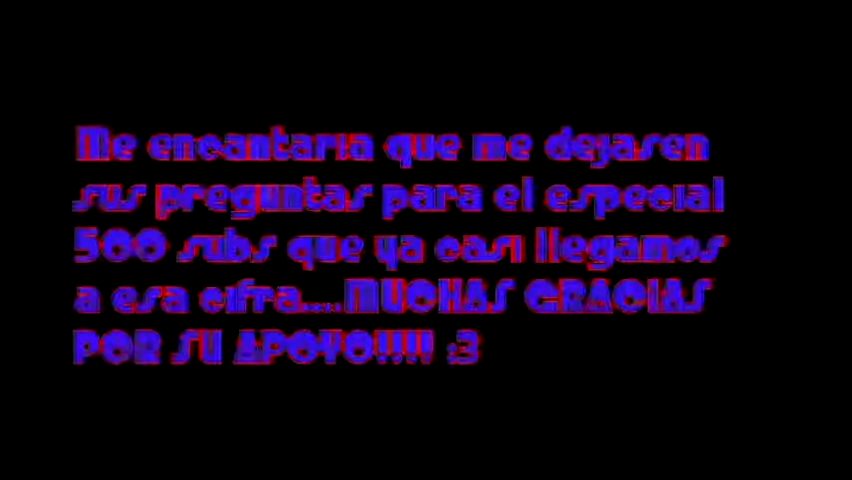 Me encantaria que me dejasen
sus preguntas para el especial
500 subs que ya casi llegamos
a esa cifra....MUCHAS GRACIAS
POR SU APOYO!!!! :3